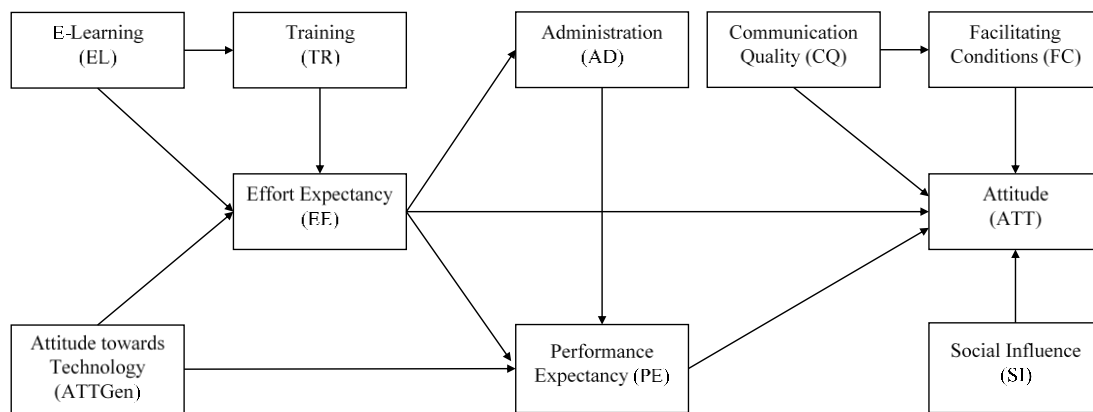 E-Learning
(EL)
Training
(TR)
Administration
(AD)
Communication
Quality (CQ)
Facilitating
Conditions (FC)
Effort Expectancy
(EE)
Attitude
(ATT)
Attitude towards
Technology
(ATTGen)
Performance
Expectancy (PE)
Social Influence
(SI)